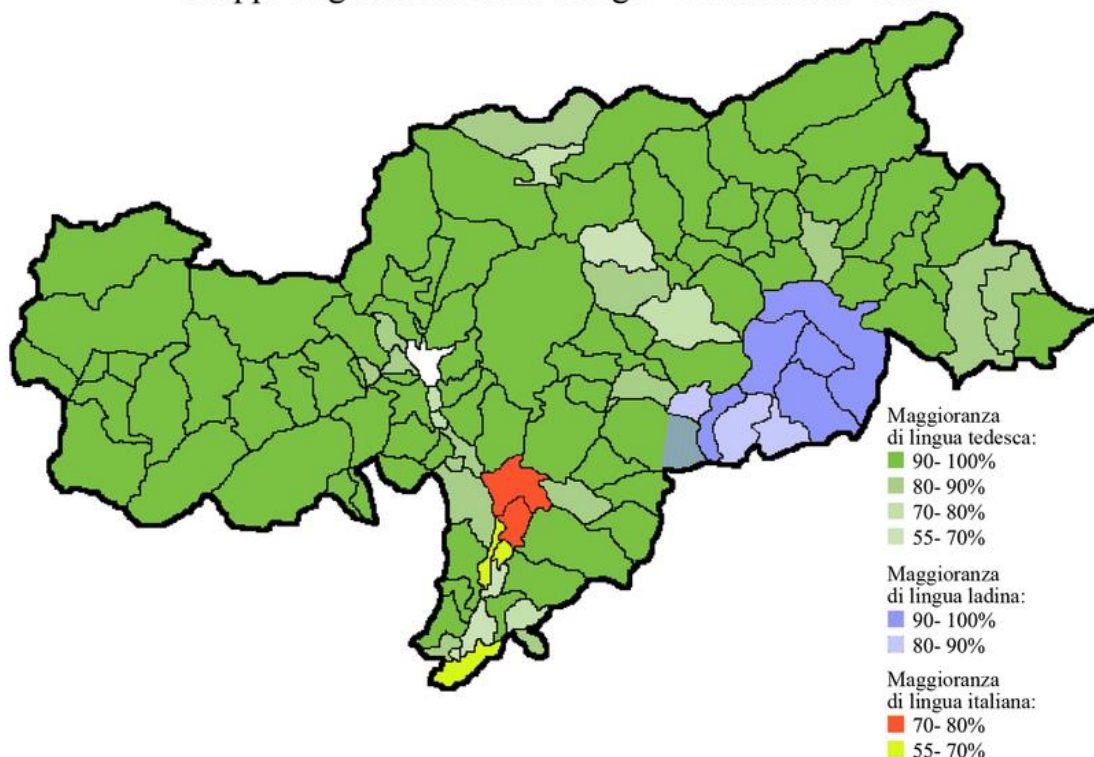 Maggioranza
di lingua tedesca:
90- 100%
80- 90%
70- 80%
55- 70%
Maggioranza
di lingua ladina:
90- 100%
80- 90%
Maggioranza
di lingua italiana:
70- 80%
55- 70%